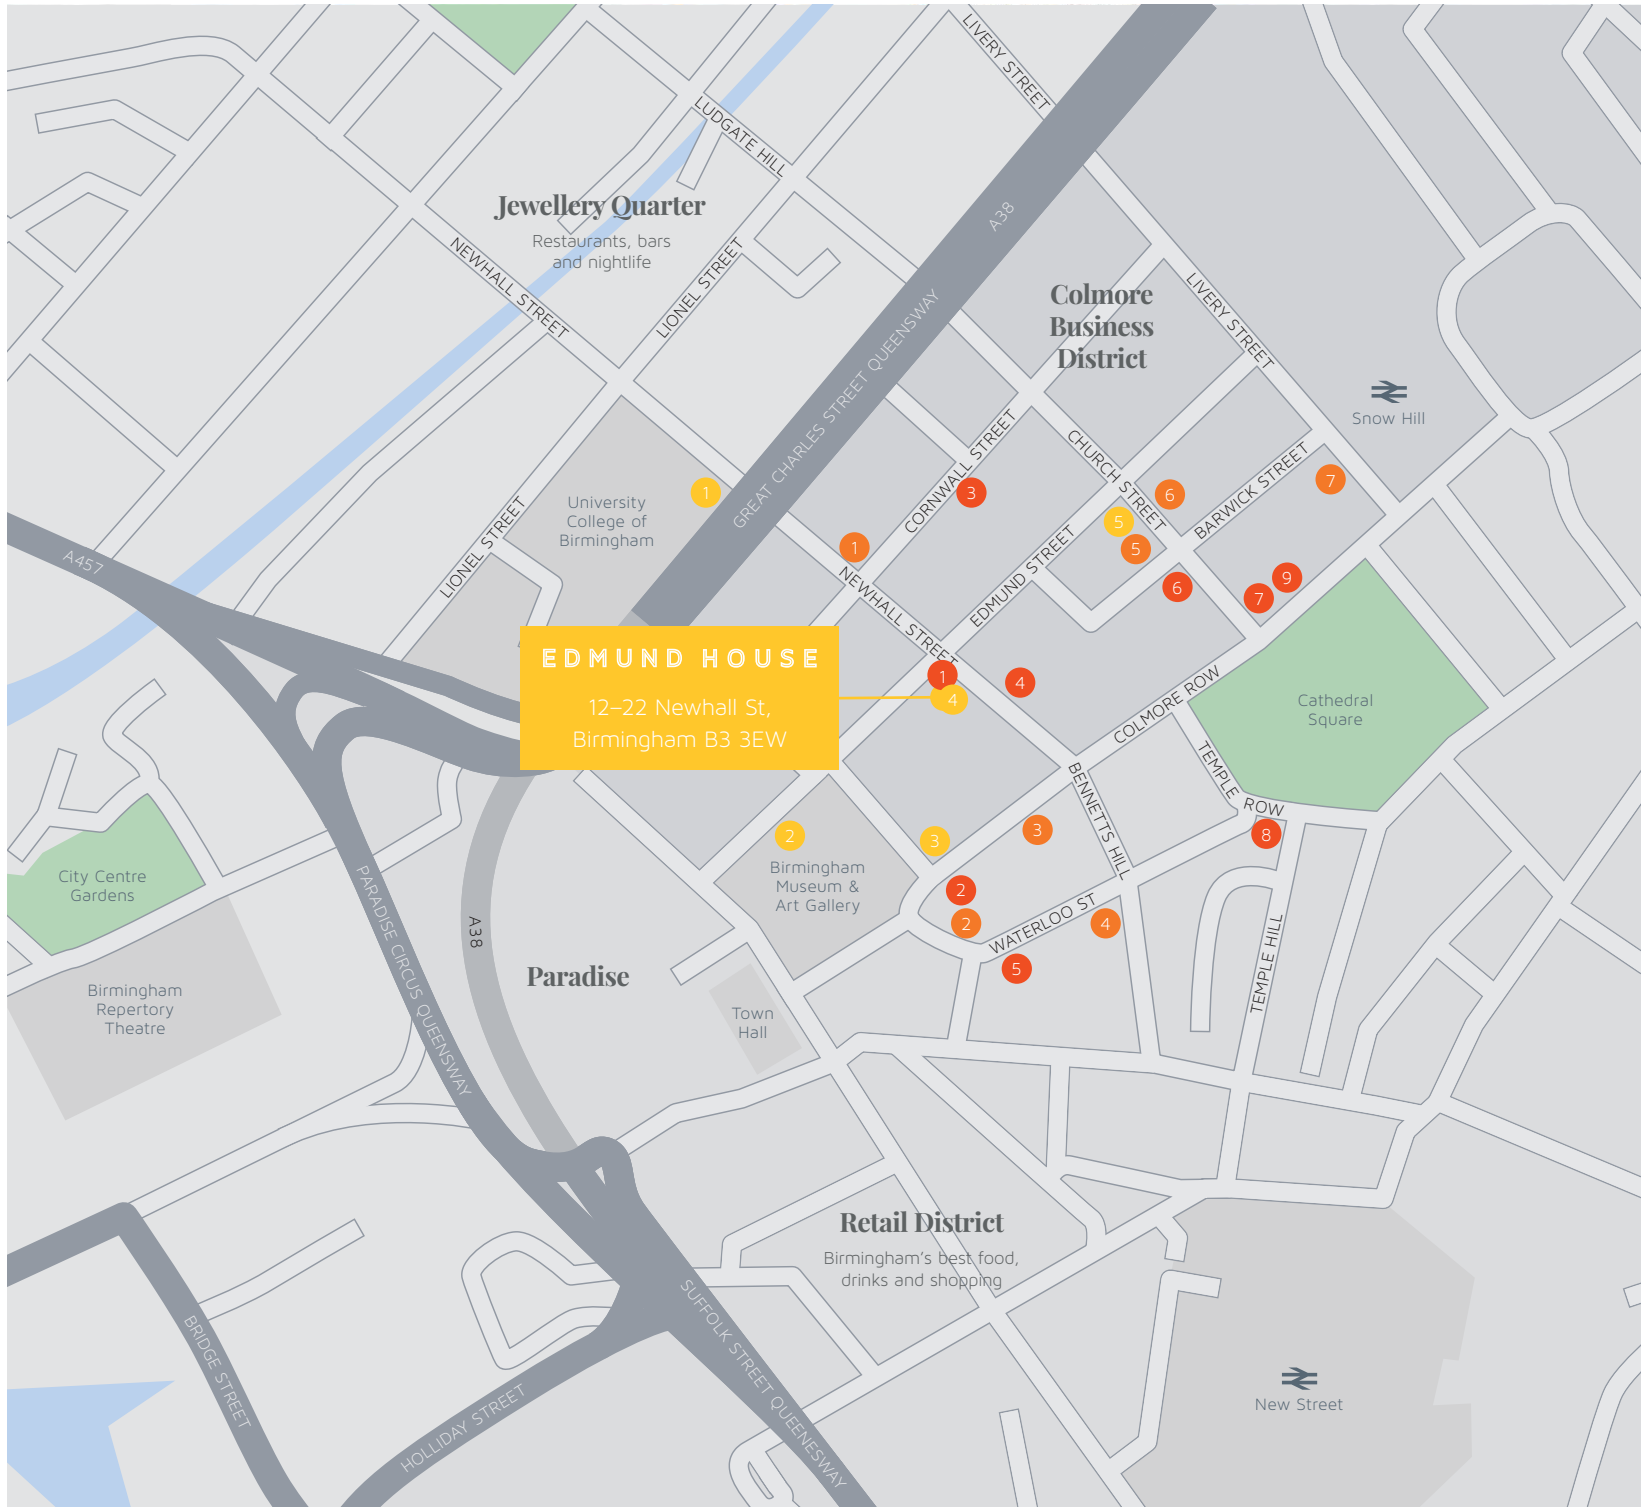 LIVERY STREET
LUDGATE HILL
A38
Jewellery Quarter
Restaurants, bars
and nightlife
NEWHALL STREET
LIONEL STREET
GREAT CHARLES STREET QUEENSWAY
Colmore
Business
District
LIVERY STREET
Snow Hill
CORNWALL STREET
CHURCH STREET
BARWICK STREET
EDMUND STREET
NEWHALL STREET
1
3
6
7
5
5
1
6
9
7
University
College of
Birmingham
LIONEL STREET
A457
EDMUND HOUSE
12–22 Newhall St,
Birmingham B3 3EW
1
4
4
COLMORE ROW
Cathedral
Square
TEMPLE ROW
BENNETTS HILL
8
3
3
2
Birmingham
Museum &
Art Gallery
2
2
WATERLOO ST
4
5
TEMPLE HILL
City Centre
Gardens
PARADISE CIRCUS QUEENSWAY
A38
Paradise
Birmingham
Repertory
Theatre
Town
Hall
Retail District
Birmingham's best food,
drinks and shopping
BRIDGE STREET
HOLLIDAY STREET
SUFFOLK STREET QUEENESWAY
New Street